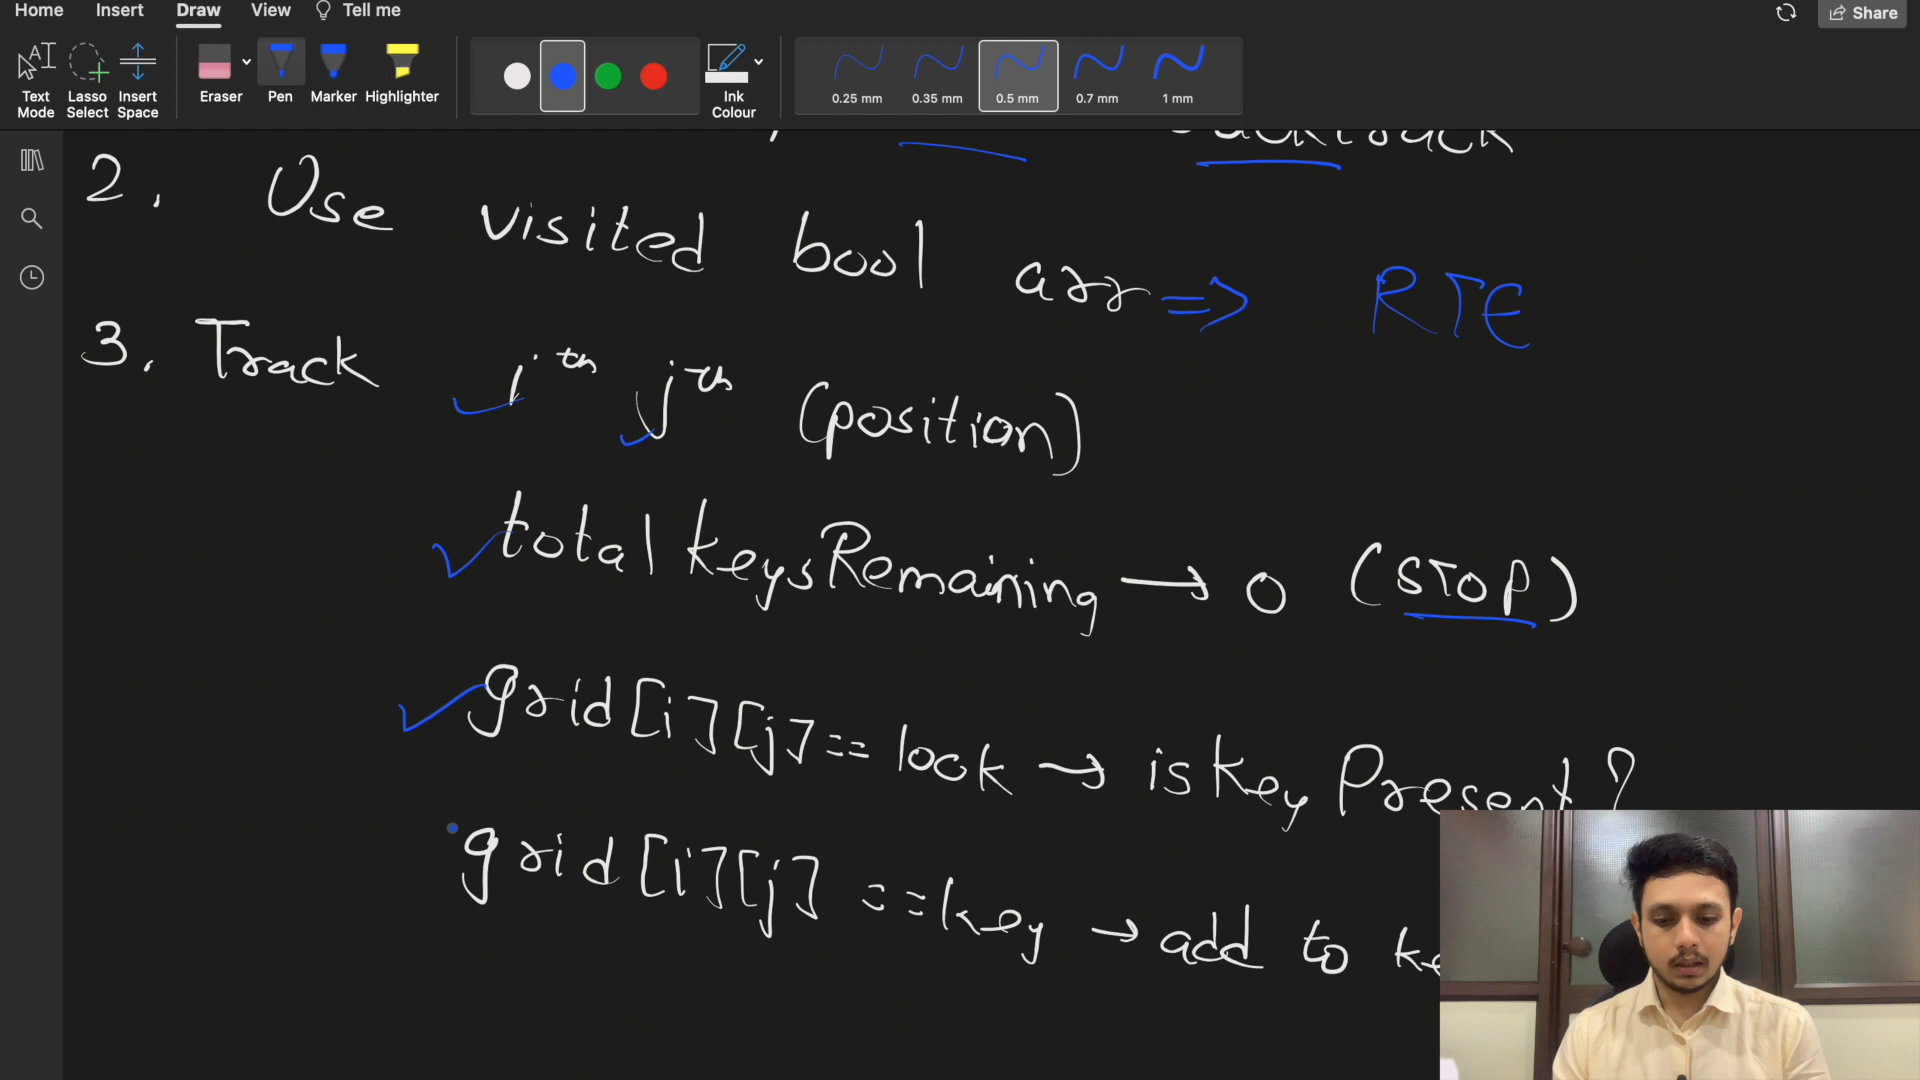 Home Insert Draw View Tell me
Share
Text Mode
Lasso Select
Insert Space
Eraser
Pen
Marker
Highlighter
Ink Colour
0.25 mm
0.35 mm
0.5 mm
0.7 mm
1 mm
2. Use visited bool arr => RTE
3. Track ith jth (position)
total keysRemaining → 0 (STOP)
grid[i][j] == lock → is key Present?
grid[i][j] == key → add to